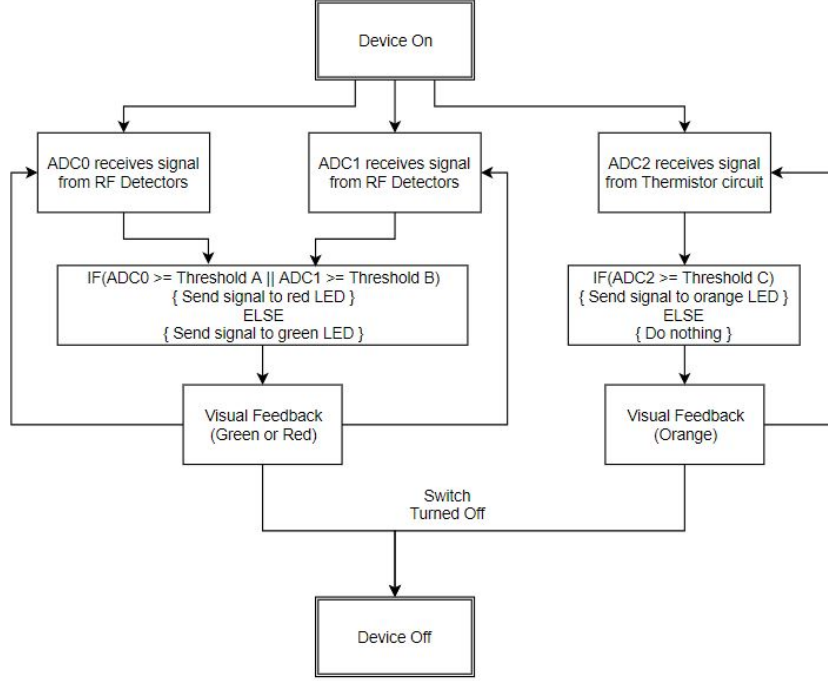 Device On
ADC0 receives signal
from RF Detectors
ADC1 receives signal
from RF Detectors
ADC2 receives signal
from Thermistor circuit
IF(ADC0 >= Threshold A || ADC1 >= Threshold B)
{ Send signal to red LED }
ELSE
{ Send signal to green LED }
IF(ADC2 >= Threshold C)
{ Send signal to orange LED }
ELSE
{ Do nothing }
Visual Feedback
(Green or Red)
Visual Feedback
(Orange)
Switch
Turned Off
Device Off